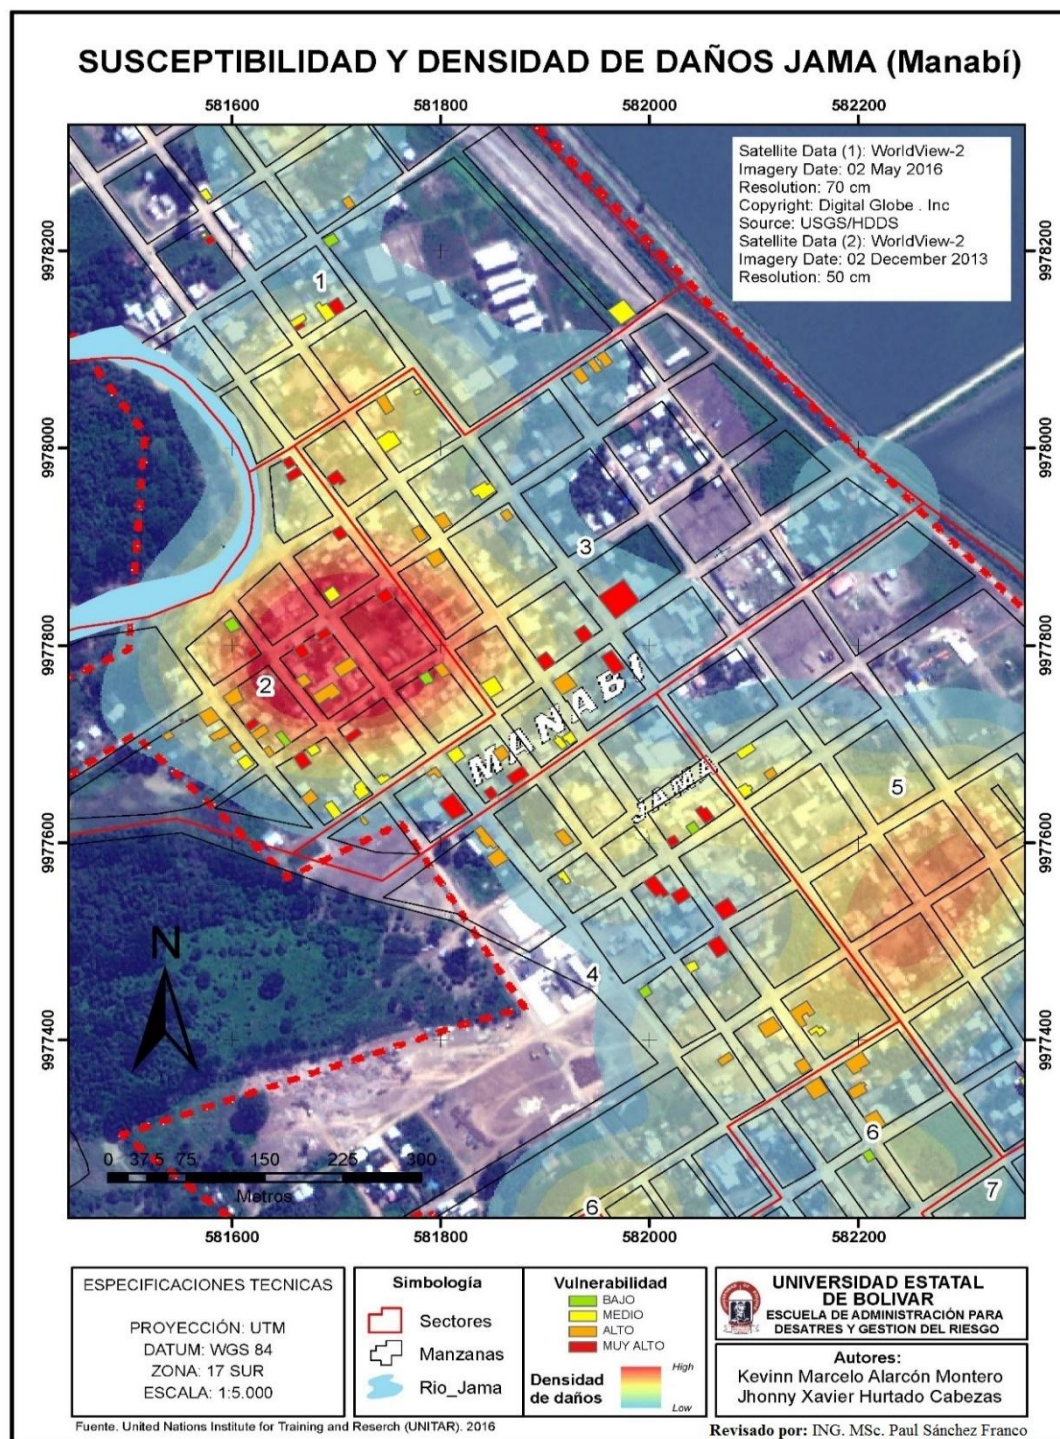 SUSCEPTIBILIDAD Y DENSIDAD DE DAÑOS JAMA (Manabí)
581600 581800 582000 582200
Satellite Data (1): WorldView-2
Imagery Date: 02 May 2016
Resolution: 70 cm
Copyright: Digital Globe . Inc
Source: USGS/HDDS
Satellite Data (2): WorldView-2
Imagery Date: 02 December 2013
Resolution: 50 cm
9978200 9978200
1
9978000 9978000
3
9977800 9977800
2
MANABI
JAMA
5
9977600 9977600
4
N
9977400 9977400
6
0 37,5 75 150 225 300
Metros
6
7
581600 581800 582000 582200
ESPECIFICACIONES TECNICAS
PROYECCIÓN: UTM
DATUM: WGS 84
ZONA: 17 SUR
ESCALA: 1:5.000
Simbología
Sectores
Manzanas
Rio_Jama
Vulnerabilidad
BAJO
MEDIO
ALTO
MUY ALTO
Densidad
de daños
High
Low
UNIVERSIDAD ESTATAL
DE BOLIVAR
ESCUELA DE ADMINISTRACIÓN PARA
DESATRES Y GESTION DEL RIESGO
Autores:
Kevinn Marcelo Alarcón Montero
Jhonny Xavier Hurtado Cabezas
Fuente. United Nations Institute for Training and Reserch (UNITAR). 2016
Revisado por: ING. MSc. Paul Sánchez Franco